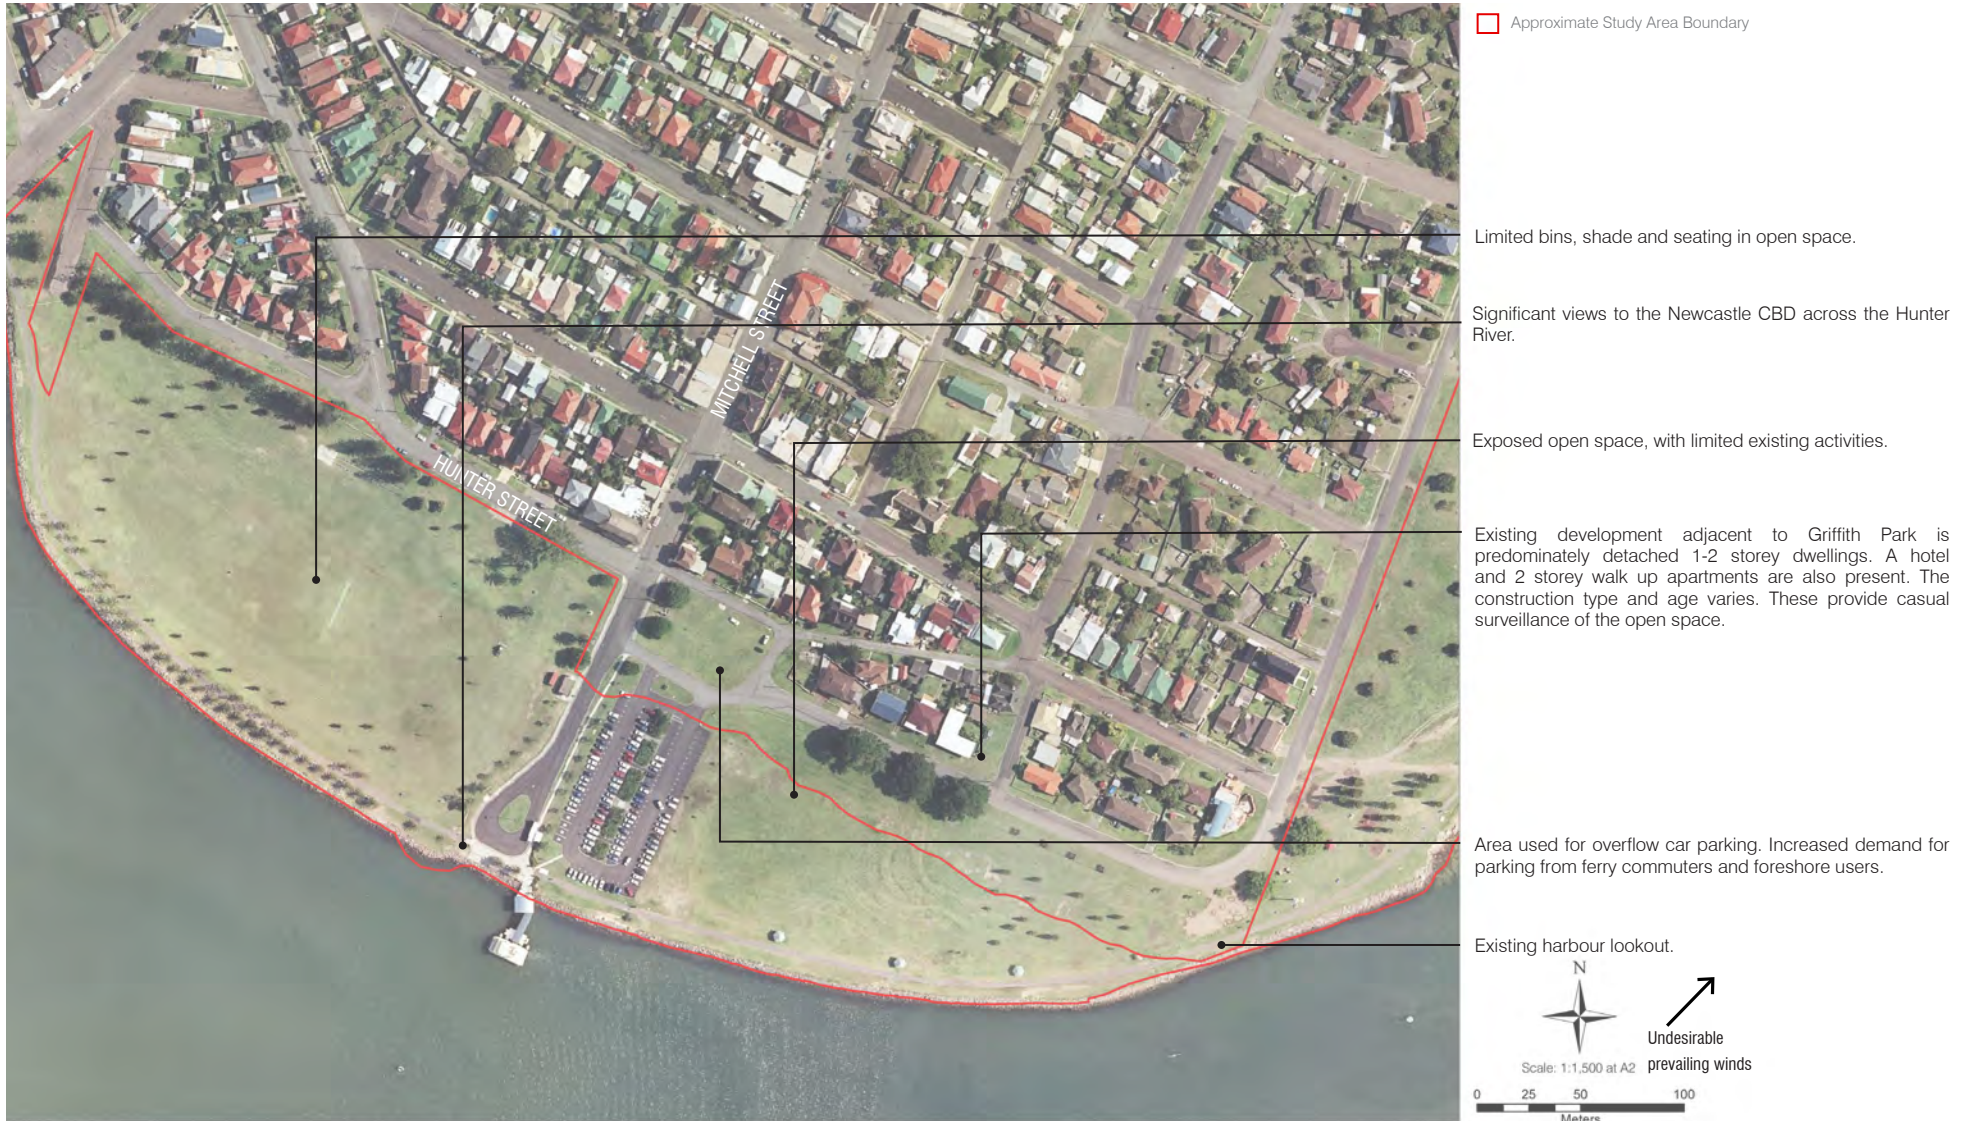 Approximate Study Area Boundary
Limited bins, shade and seating in open space.
Significant views to the Newcastle CBD across the Hunter
River.
MITCHELL STREET
Exposed open space, with limited existing activities.
HUNTER STREET
Existing development adjacent to Griffith Park is
predominately detached 1-2 storey dwellings. A hotel
and 2 storey walk up apartments are also present. The
construction type and age varies. These provide casual
surveillance of the open space.
Area used for overflow car parking. Increased demand for
parking from ferry commuters and foreshore users.
Existing harbour lookout.
N
Undesirable
prevailing winds
Scale: 1:1,500 at A2
0 25 50 100
Meters